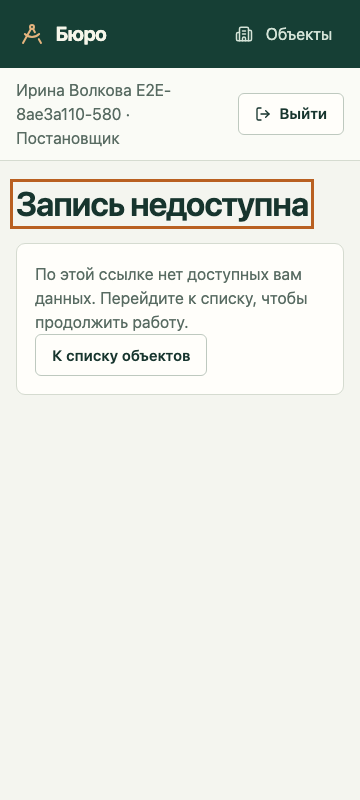 Бюро
Объекты
Ирина Волкова E2E-
8ae3a110-580 ·
Постановщик
Выйти
Запись недоступна
По этой ссылке нет доступных вам
данных. Перейдите к списку, чтобы
продолжить работу.
К списку объектов